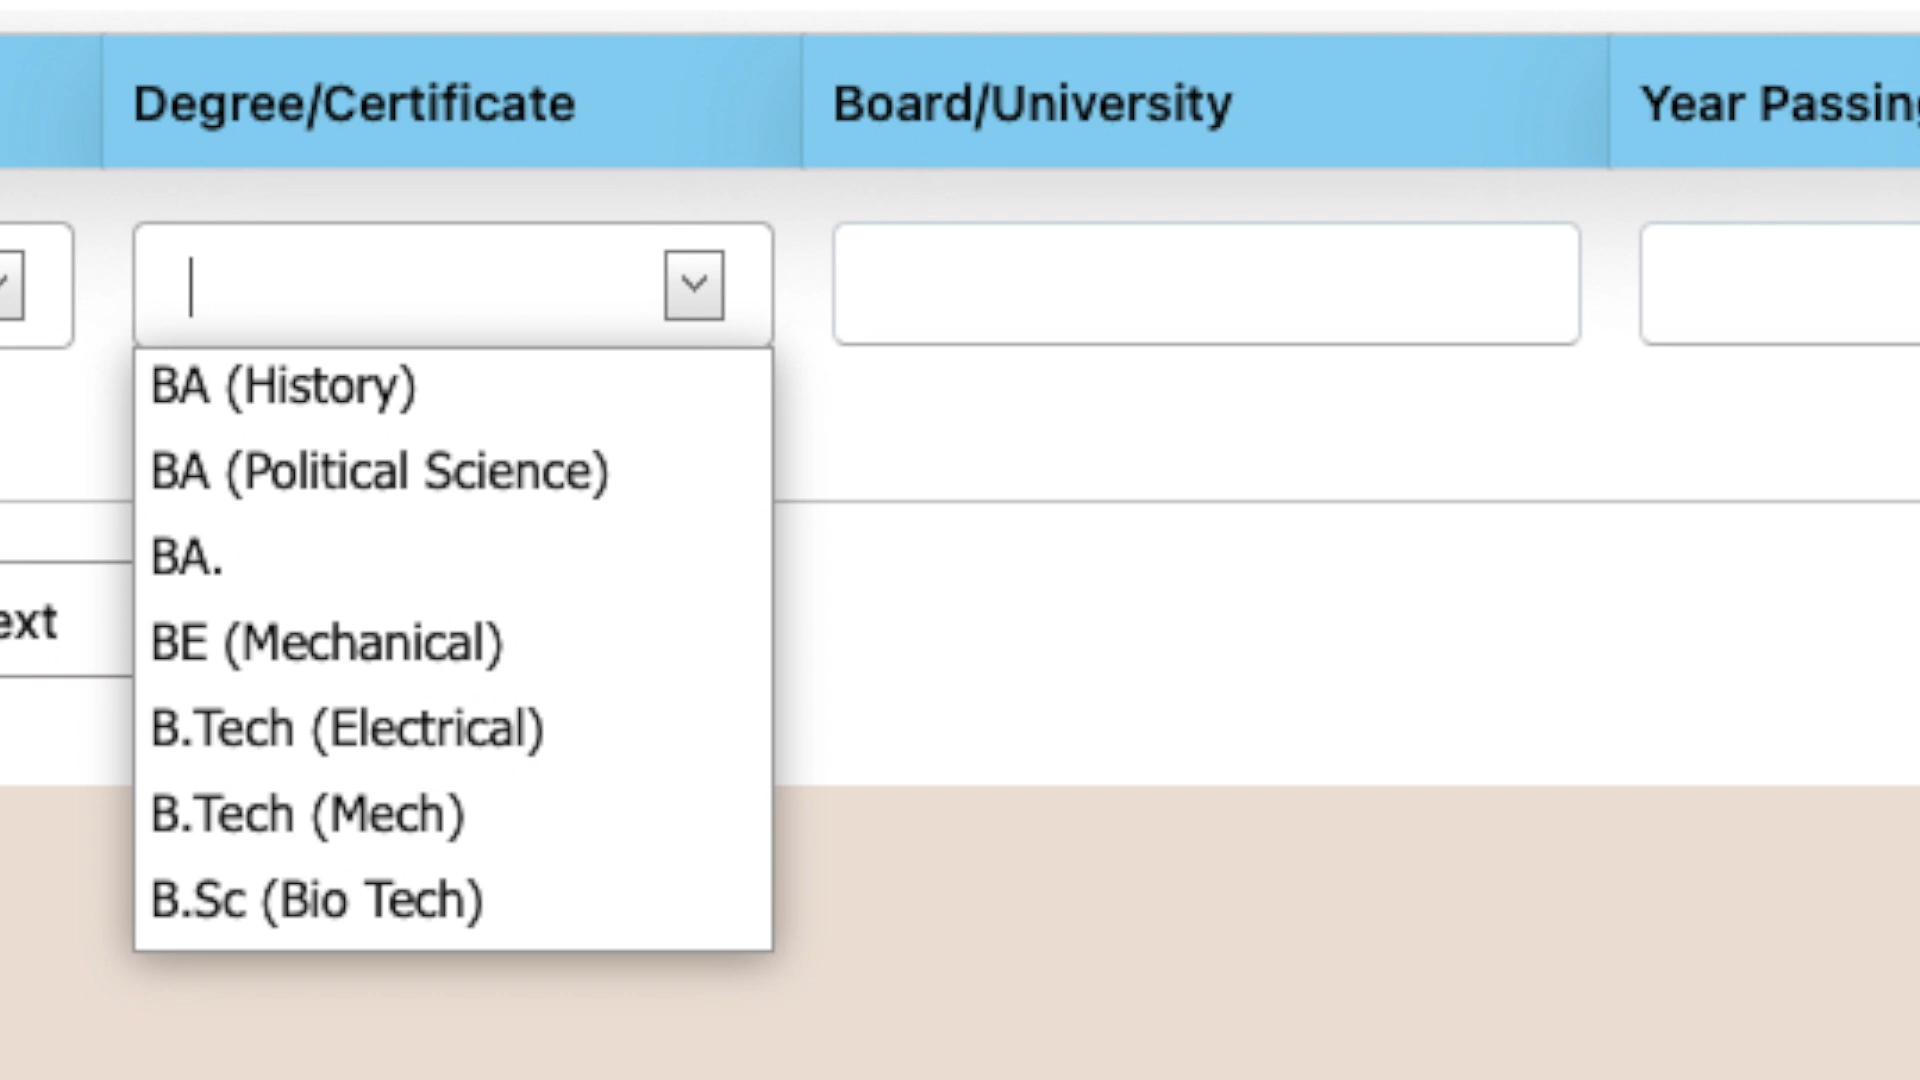 Degree/Certificate Board/University Year Passing
BA (History)
BA (Political Science)
BA.
BE (Mechanical)
ext
B.Tech (Electrical)
B.Tech (Mech)
B.Sc (Bio Tech)